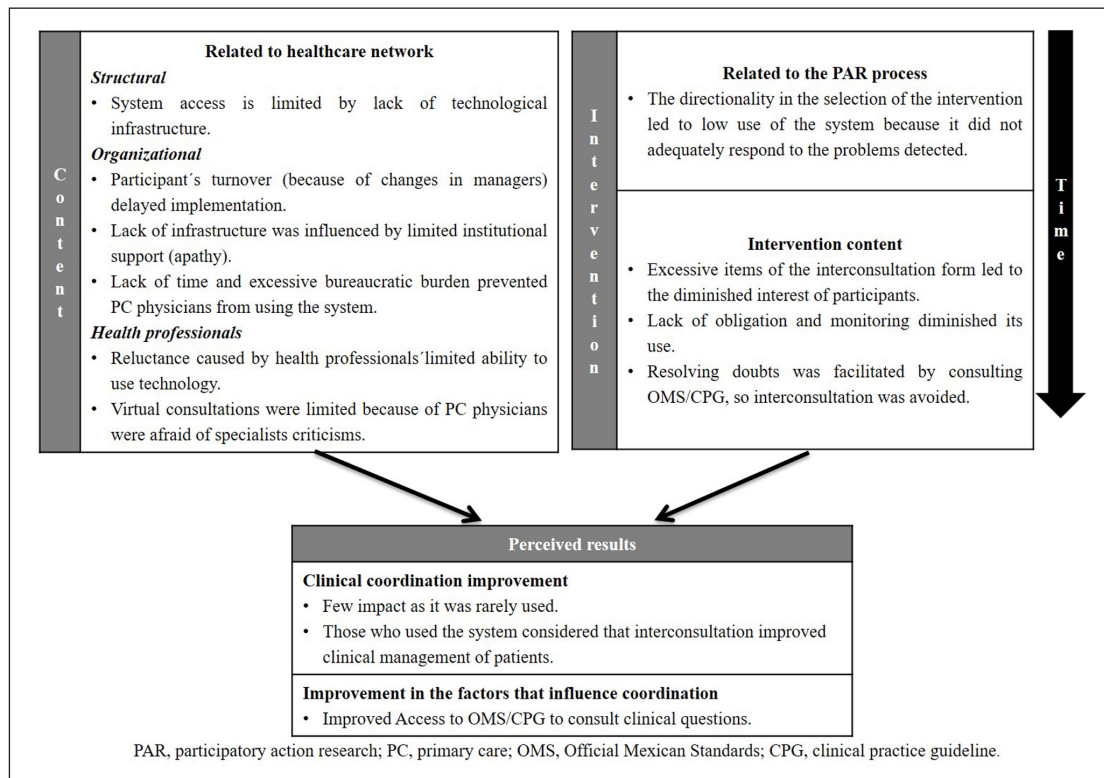 Content
Related to healthcare network
Structural
• System access is limited by lack of technological
infrastructure.
Organizational
• Participant´s turnover (because of changes in managers)
delayed implementation.
• Lack of infrastructure was influenced by limited institutional
support (apathy).
• Lack of time and excessive bureaucratic burden prevented
PC physicians from using the system.
Health professionals
• Reluctance caused by health professionals´limited ability to
use technology.
• Virtual consultations were limited because of PC physicians
were afraid of specialists criticisms.
Intervention
Related to the PAR process
• The directionality in the selection of the intervention
led to low use of the system because it did not
adequately respond to the problems detected.
Intervention content
• Excessive items of the interconsultation form led to
the diminished interest of participants.
• Lack of obligation and monitoring diminished its
use.
• Resolving doubts was facilitated by consulting
OMS/CPG, so interconsultation was avoided.
Time
Perceived results
Clinical coordination improvement
• Few impact as it was rarely used.
• Those who used the system considered that interconsultation improved
clinical management of patients.
Improvement in the factors that influence coordination
• Improved Access to OMS/CPG to consult clinical questions.
PAR, participatory action research; PC, primary care; OMS, Official Mexican Standards; CPG, clinical practice guideline.